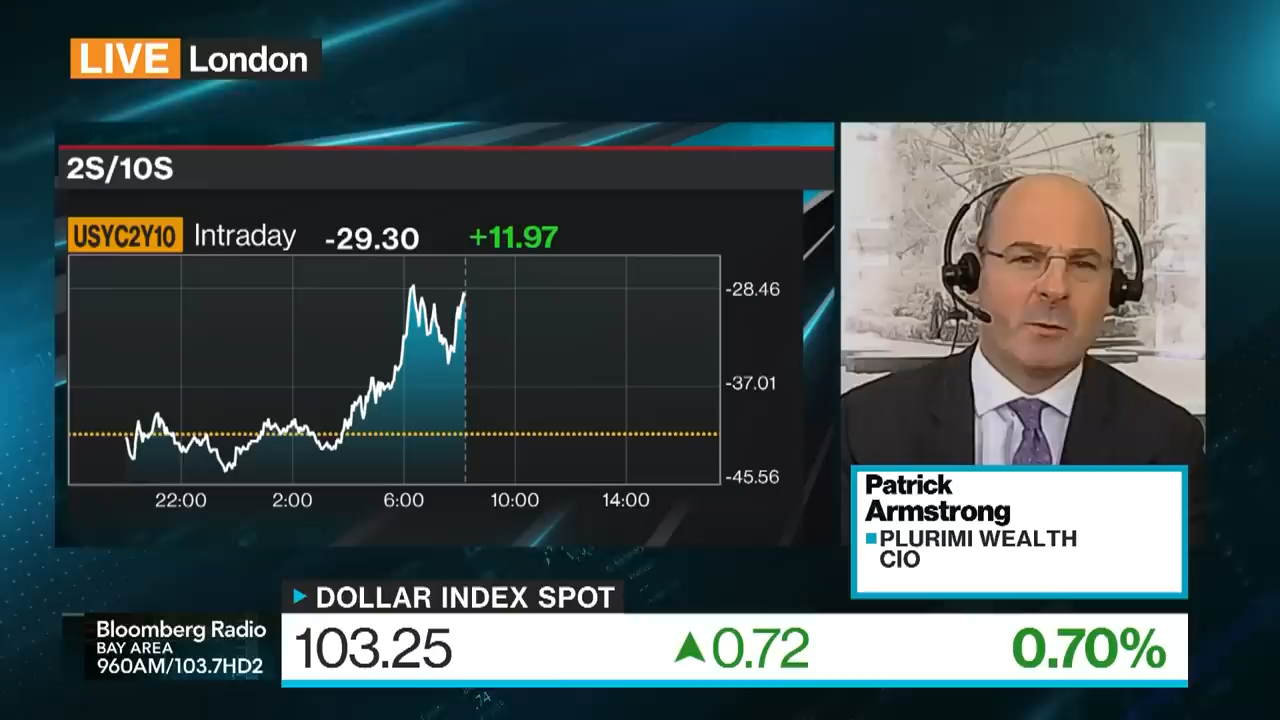 LIVE London
2S/10S
USYC2Y10 Intraday -29.30 +11.97
-28.46
-37.01
-45.56
22:00 2:00 6:00 10:00 14:00
Patrick
Armstrong
PLURIMI WEALTH
CIO
DOLLAR INDEX SPOT
103.25 0.72 0.70%
Bloomberg Radio
BAY AREA
960AM/103.7HD2
74